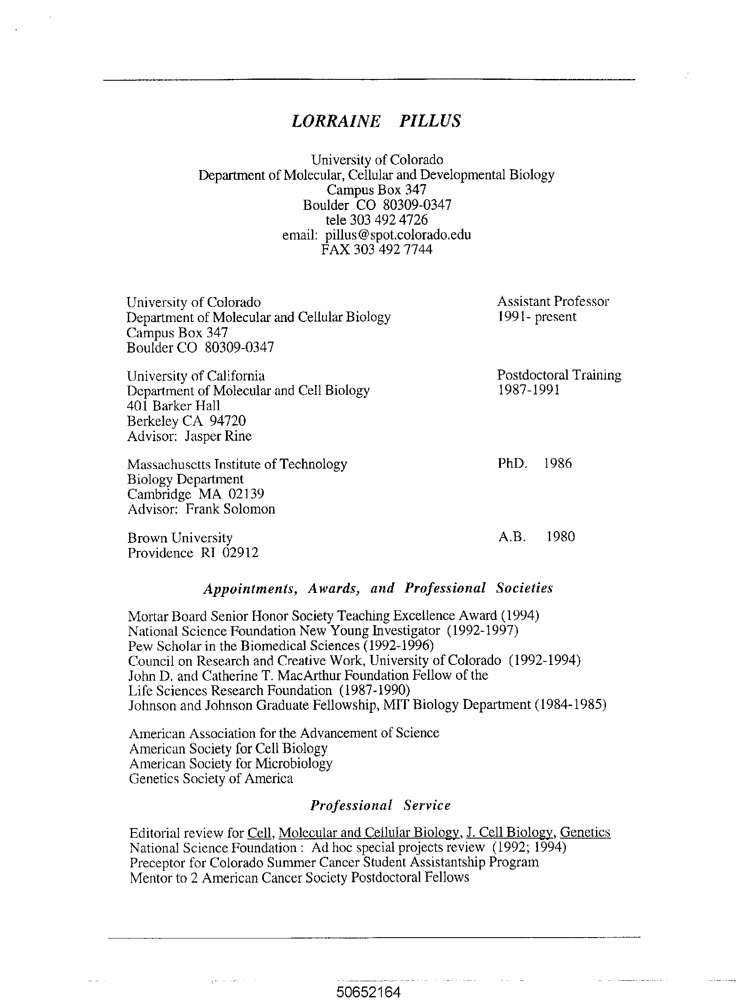 LORRAINE PILLUS
University of Colorado
Department of Molecular, Cellular and Developmental Biology
Campus Box 347
Boulder CO 80309-0347
tele 303 492 4726
email: pillus@spot.colorado.edu
FAX 303 492 7744
University of Colorado Assistant Professor
Department of Molecular and Cellular Biology 1991- present
Campus Box 347
Boulder CO 80309-0347
University of California Postdoctoral Training
Department of Molecular and Cell Biology 1987-1991
401 Barker Hall
Berkeley CA 94720
Advisor: Jasper Rine
Massachusetts Institute of Technology PhD. 1986
Biology Department
Cambridge MA 02139
Advisor: Frank Solomon
Brown University A.B. 1980
Providence RI 02912
Appointments, Awards, and Professional Societies
Mortar Board Senior Honor Society Teaching Excellence Award (1994)
National Science Foundation New Young Investigator (1992-1997)
Pew Scholar in the Biomedical Sciences (1992-1996)
Council on Research and Creative Work, University of Colorado (1992-1994)
John D. and Catherine T. MacArthur Foundation Fellow of the
Life Sciences Research Foundation (1987-1990)
Johnson and Johnson Graduate Fellowship, MIT Biology Department (1984-1985)
American Association for the Advancement of Science
American Society for Cell Biology
American Society for Microbiology
Genetics Society of America
Professional Service
Editorial review for Cell, Molecular and Cellular Biology, J. Cell Biology, Genetics
National Science Foundation : Ad hoc special projects review (1992; 1994)
Preceptor for Colorado Summer Cancer Student Assistantship Program
Mentor to 2 American Cancer Society Postdoctoral Fellows
50652164